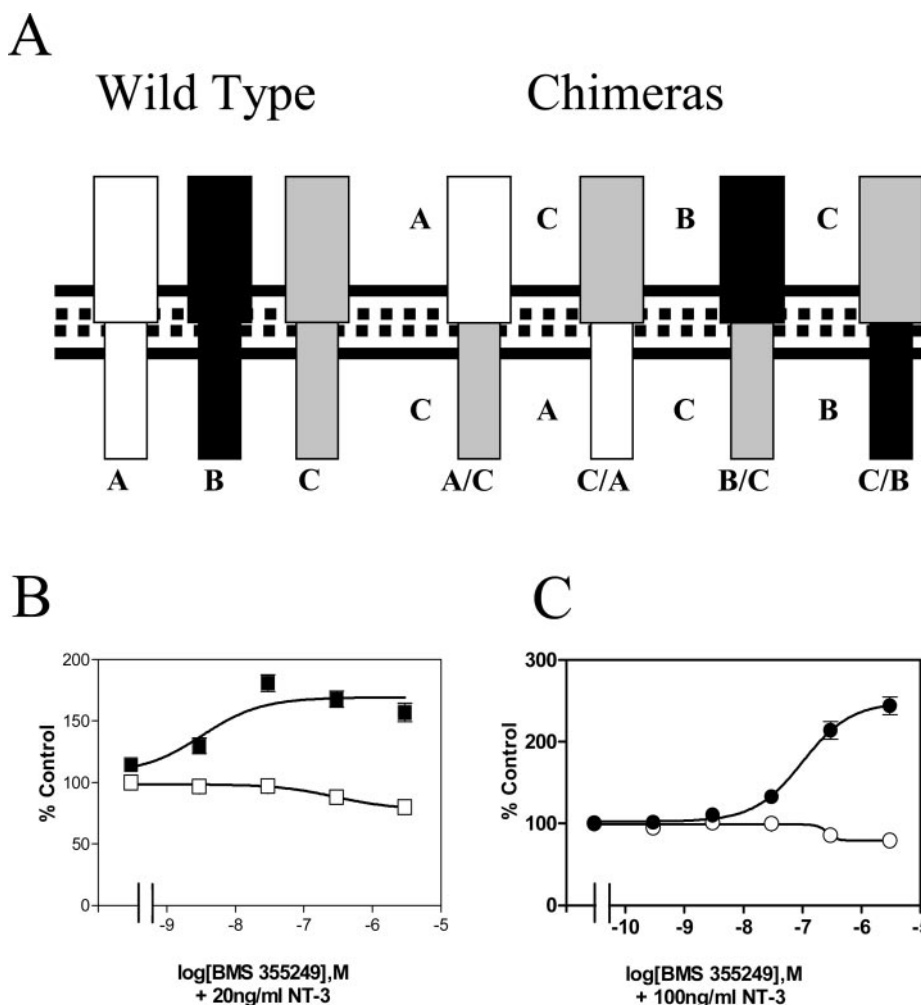 A
Wild Type Chimeras
A C B C
C A C B
A B C A/C C/A B/C C/B
B
% Control
200
150
100
50
0
-9 -8 -7 -6 -5
log[BMS 355249],M
+ 20ng/ml NT-3
C
% Control
300
200
100
0
-10 -9 -8 -7 -6 -5
log[BMS 355249],M
+ 100ng/ml NT-3